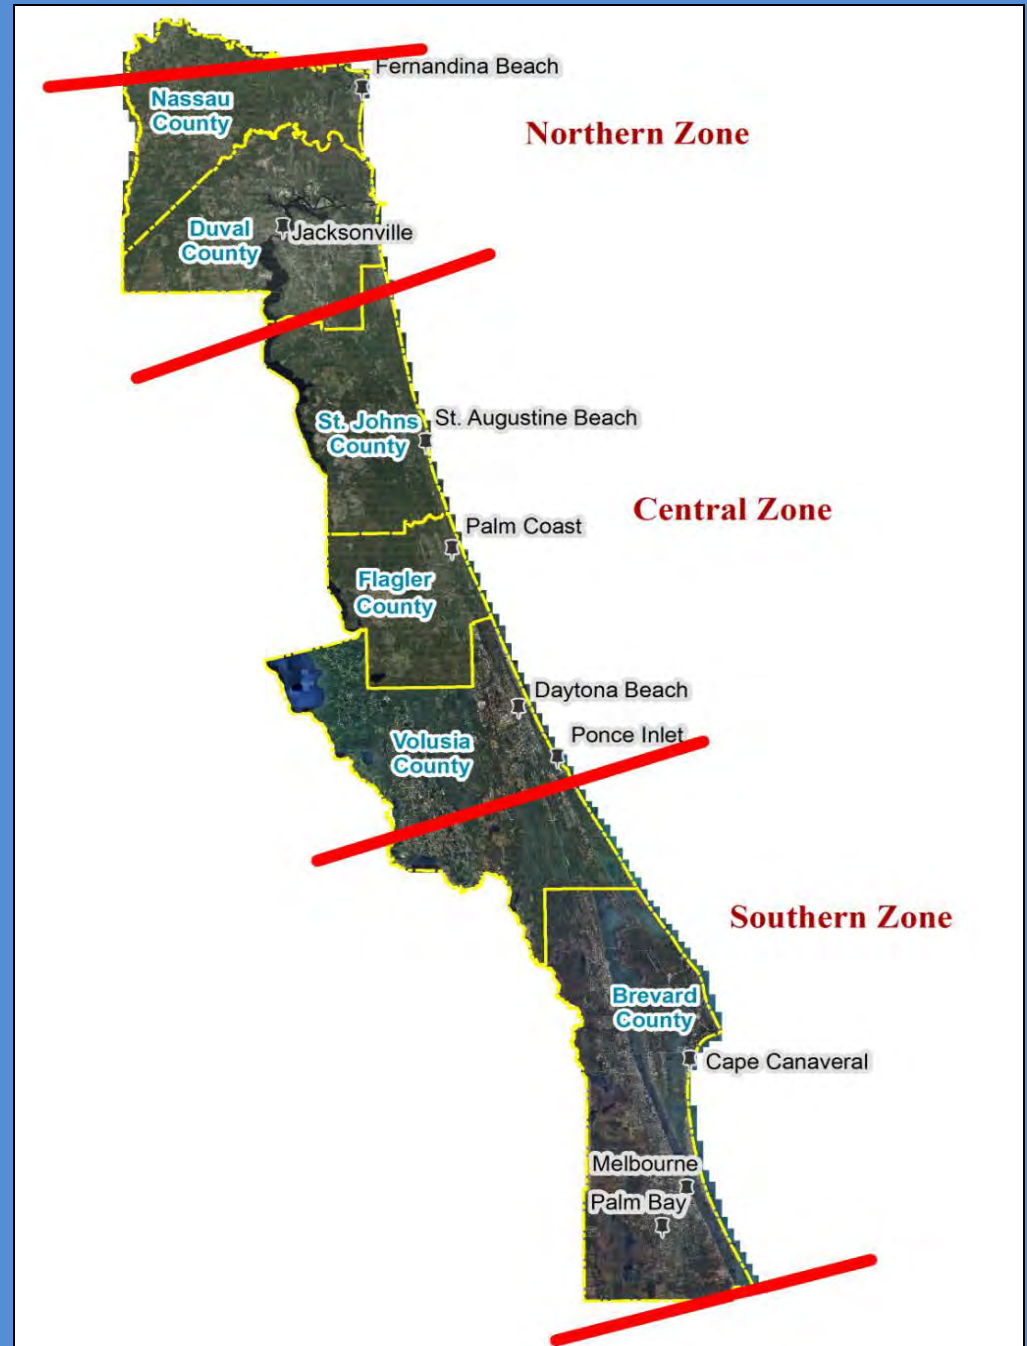 Fernandina Beach
Nassau
County
Northern Zone
Duval
County
Jacksonville
St. Johns
County
St. Augustine Beach
Central Zone
Palm Coast
Flagler
County
Daytona Beach
Ponce Inlet
Volusia
County
Southern Zone
Brevard
County
Cape Canaveral
Melbourne
Palm Bay